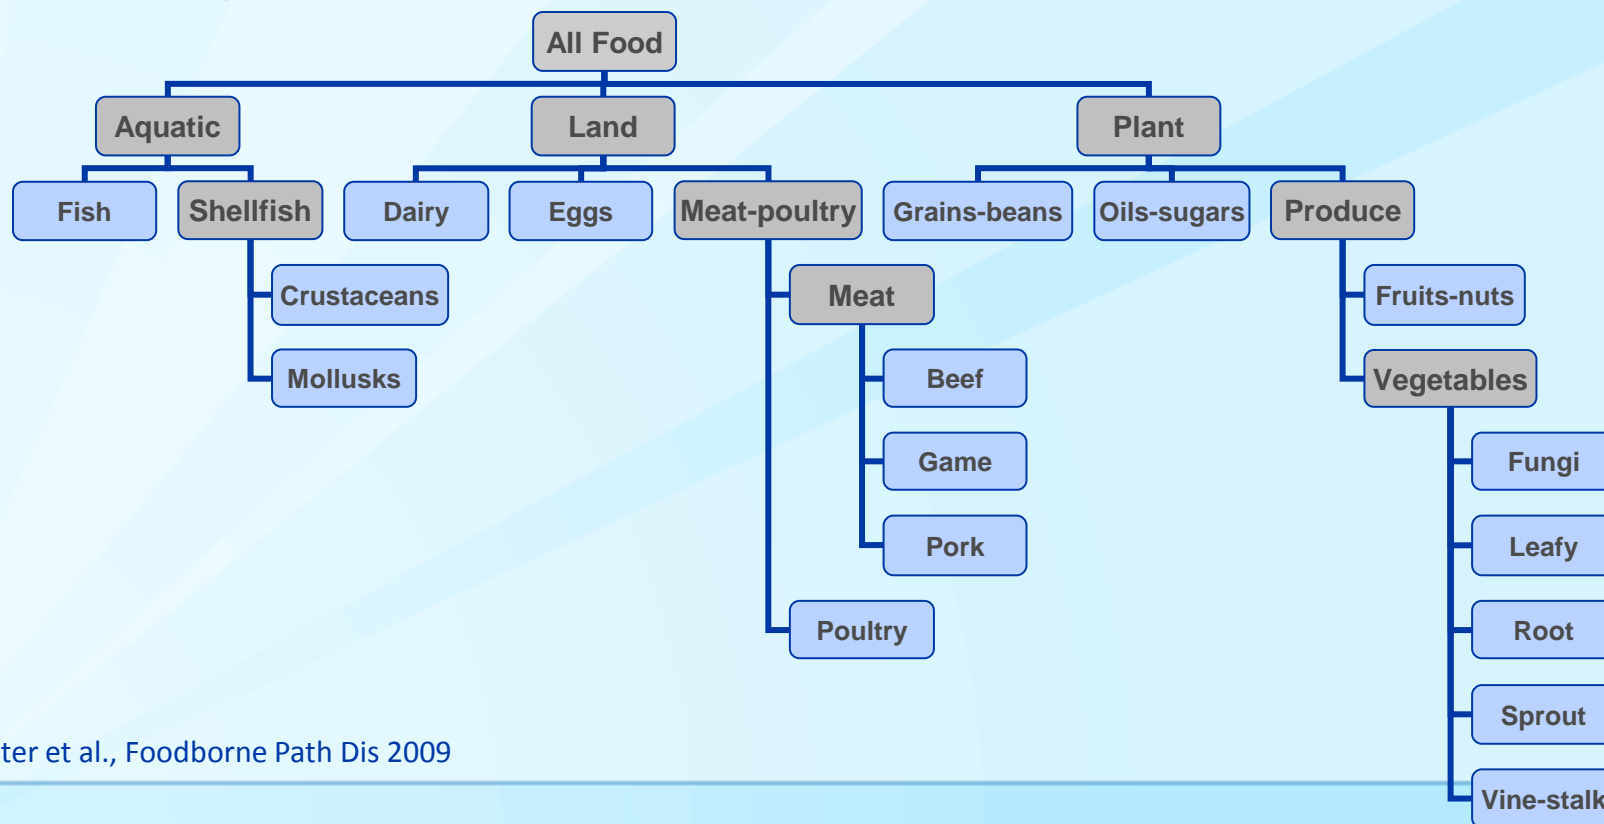 All Food
Aquatic
Land
Plant
Fish
Shellfish
Dairy
Eggs
Meat-poultry
Grains-beans
Oils-sugars
Produce
Crustaceans
Meat
Fruits-nuts
Mollusks
Beef
Vegetables
Game
Fungi
Pork
Leafy
Poultry
Root
Sprout
ter et al., Foodborne Path Dis 2009
Vine-stalk